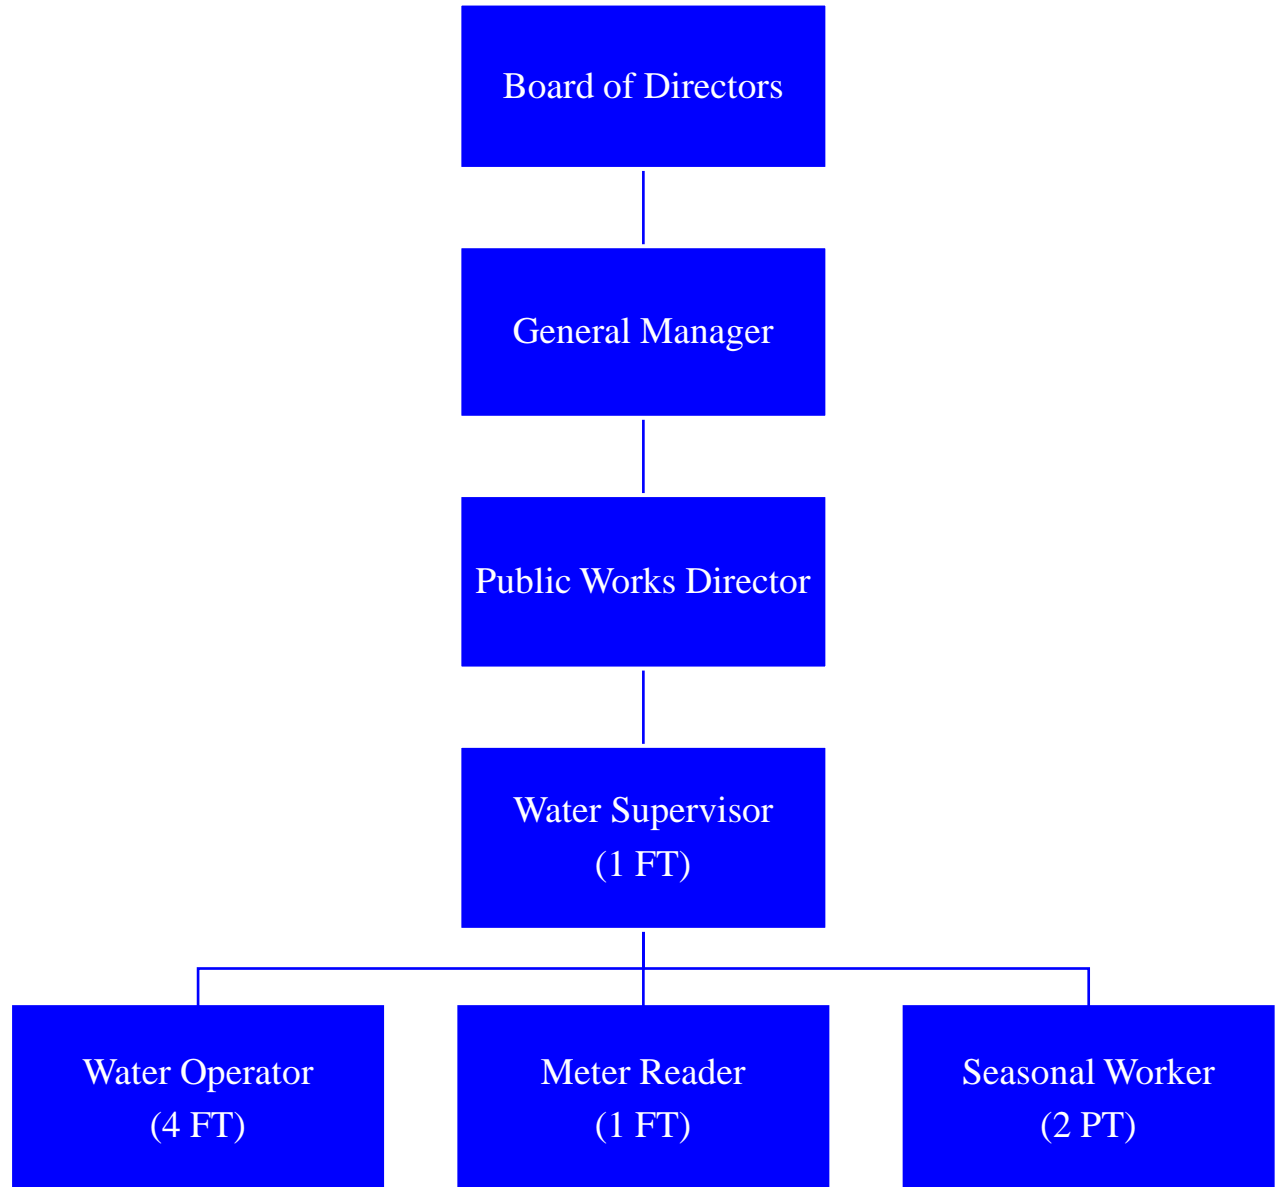 Board of Directors
General Manager
Public Works Director
Water Supervisor
(1 FT)
Water Operator
(4 FT)
Meter Reader
(1 FT)
Seasonal Worker
(2 PT)